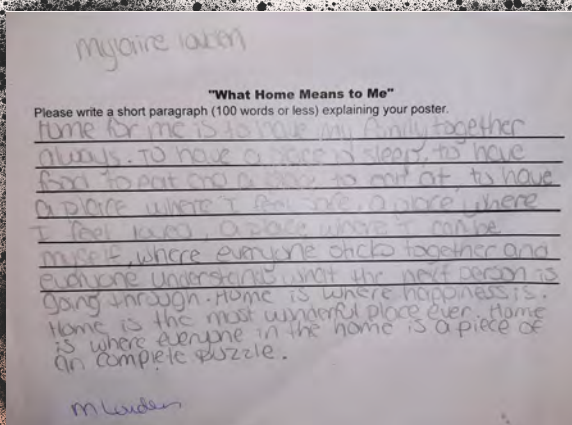 "What Home Means to Me"
Please write a short paragraph (100 words or less) explaining your poster.
Home for me is to have my family together
always. To have a place to sleep, to have
food to eat and a place to eat at, to have
a place where I feel safe, a place where
I feel loved, a place where I can be
myself, where everyone sticks together and
everyone understands what the next person is
going through. Home is where happiness is.
Home is the most wonderful place ever. Home
is where everyone in the home is a piece of
an complete puzzle.